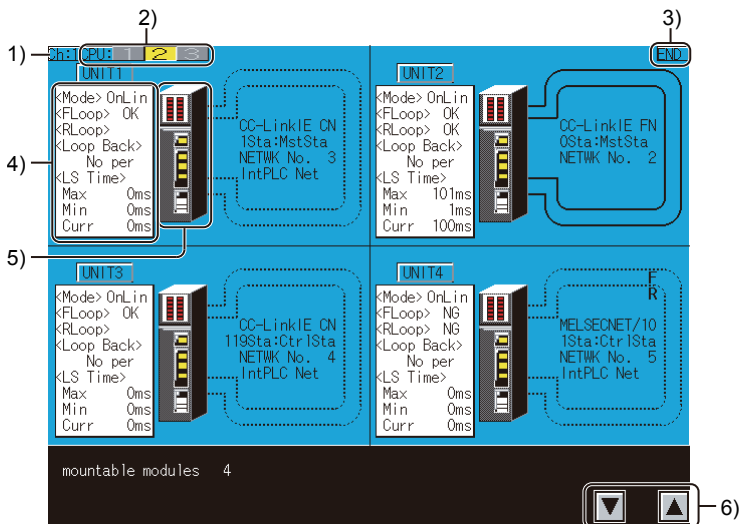 2)
3)
1)
Ch:1 CPU: 1 2 3
END
UNIT1
<Mode> OnLin
<FLoop> OK
<RLoop>
<Loop Back>
No per
<LS Time>
Max 0ms
Min 0ms
Curr 0ms
CC-LinkIE CN
1Sta:MstSta
NETWK No. 3
IntPLC Net
4)
5)
UNIT2
<Mode> OnLin
<FLoop> OK
<RLoop> OK
<Loop Back>
No per
<LS Time>
Max 101ms
Min 1ms
Curr 100ms
CC-LinkIE FN
0Sta:MstSta
NETWK No. 2
UNIT3
<Mode> OnLin
<FLoop> OK
<RLoop>
<Loop Back>
No per
<LS Time>
Max 0ms
Min 0ms
Curr 0ms
CC-LinkIE CN
119Sta:CtrlSta
NETWK No. 4
IntPLC Net
UNIT4
<Mode> OnLin
<FLoop> NG
<RLoop> NG
<Loop Back>
No per
<LS Time>
Max 0ms
Min 0ms
Curr 0ms
F
R
MELSECNET/10
1Sta:CtrlSta
NETWK No. 5
IntPLC Net
mountable modules 4
6)